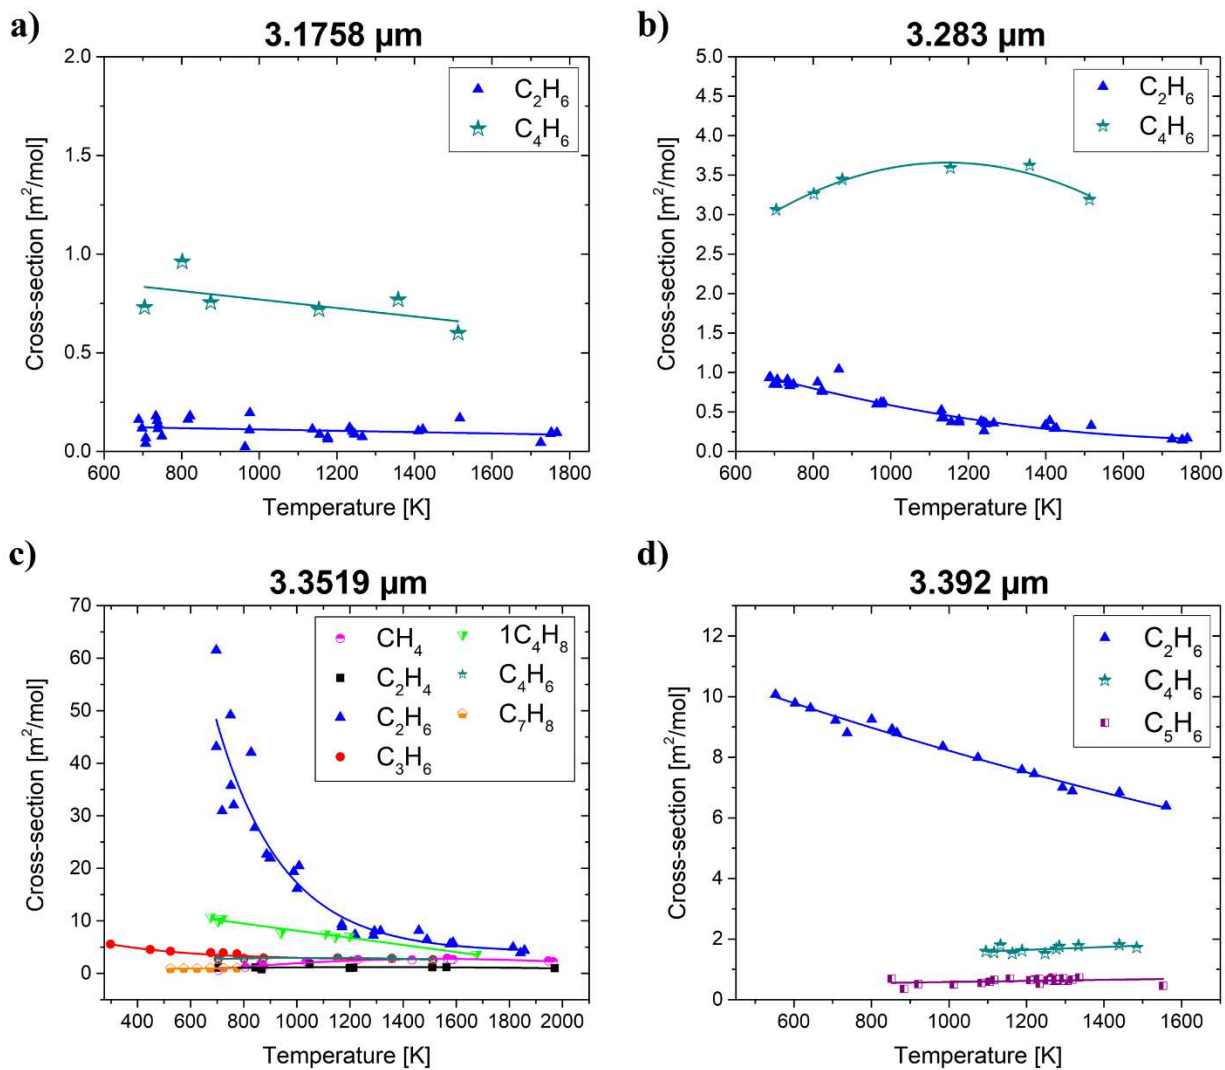 a)
3.1758 µm
2.0
1.5
1.0
0.5
0.0
Cross-section [m²/mol]
C₂H₆
C₄H₆
600 800 1000 1200 1400 1600 1800
Temperature [K]
b)
3.283 µm
5.0
4.5
4.0
3.5
3.0
2.5
2.0
1.5
1.0
0.5
0.0
Cross-section [m²/mol]
C₂H₆
C₄H₆
600 800 1000 1200 1400 1600 1800
Temperature [K]
c)
3.3519 µm
70
60
50
40
30
20
10
0
Cross-section [m²/mol]
CH₄
C₂H₄
C₂H₆
C₃H₆
1C₄H₈
C₄H₆
C₇H₈
400 600 800 1000 1200 1400 1600 1800 2000
Temperature [K]
d)
3.392 µm
12
10
8
6
4
2
0
Cross-section [m²/mol]
C₂H₆
C₄H₆
C₅H₆
600 800 1000 1200 1400 1600
Temperature [K]